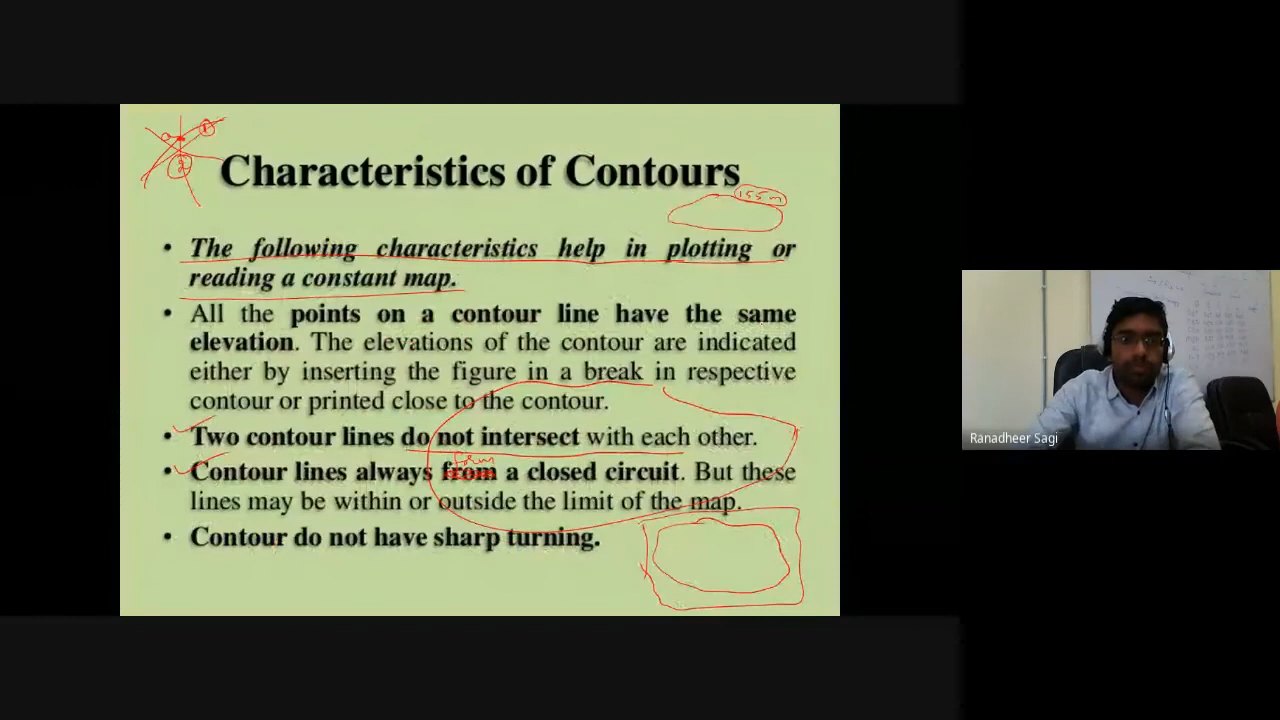 Characteristics of Contours
155 m
• The following characteristics help in plotting or
reading a constant map.
• All the points on a contour line have the same
elevation. The elevations of the contour are indicated
either by inserting the figure in a break in respective
contour or printed close to the contour.
• Two contour lines do not intersect with each other.
form
• Contour lines always from a closed circuit. But these
lines may be within or outside the limit of the map.
• Contour do not have sharp turning.
Ranadheer Sagi